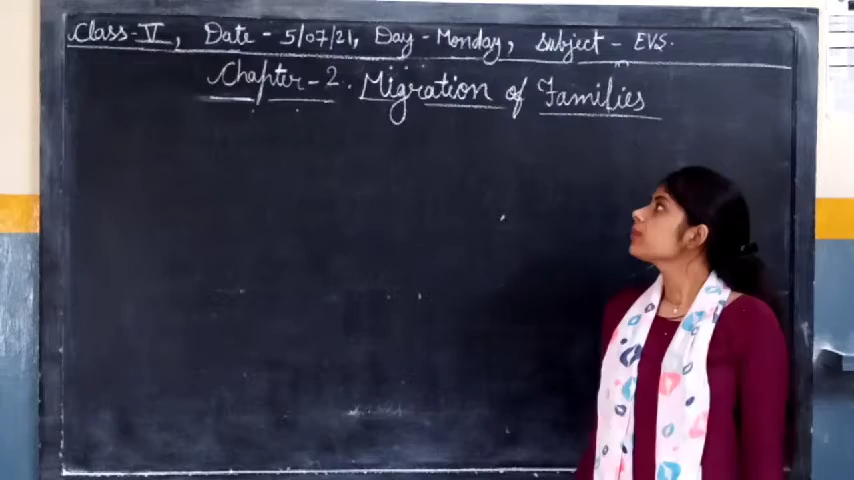 Class-V, Date - 5/07/21, Day - Monday, Subject - EVS.
Chapter-2. Migration of Families